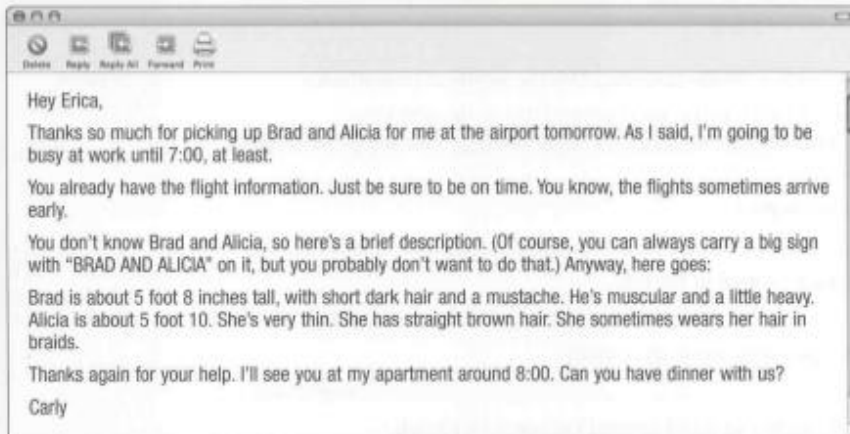 Delete Reply Reply All Forward Print
Hey Erica,
Thanks so much for picking up Brad and Alicia for me at the airport tomorrow. As I said, I'm going to be
busy at work until 7:00, at least.
You already have the flight information. Just be sure to be on time. You know, the flights sometimes arrive
early.
You don't know Brad and Alicia, so here's a brief description. (Of course, you can always carry a big sign
with "BRAD AND ALICIA" on it, but you probably don't want to do that.) Anyway, here goes:
Brad is about 5 foot 8 inches tall, with short dark hair and a mustache. He's muscular and a little heavy.
Alicia is about 5 foot 10. She's very thin. She has straight brown hair. She sometimes wears her hair in
braids.
Thanks again for your help. I'll see you at my apartment around 8:00. Can you have dinner with us?
Carly